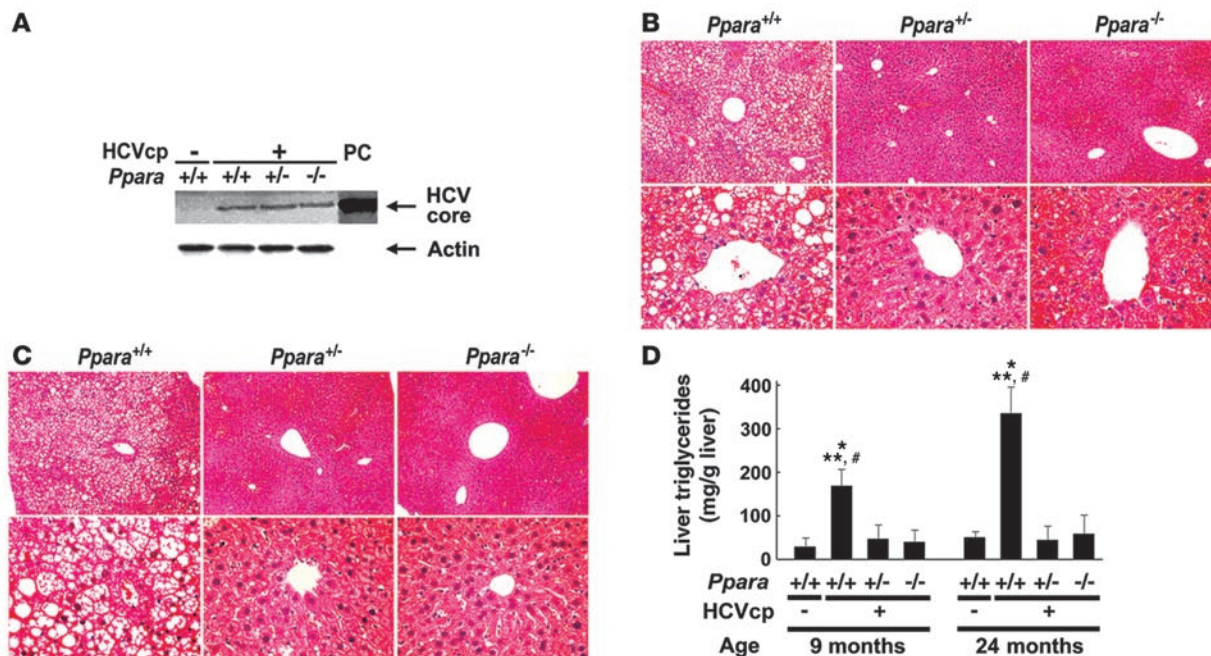 A
HCVcp - + PC
Ppara +/+ +/+ +/- -/-
HCV
core
Actin
B
Ppara+/+ Ppara+/- Ppara-/-
C
Ppara+/+ Ppara+/- Ppara-/-
D
Liver triglycerides
(mg/g liver)
400
300
200
100
0
*
**, #
*
**, #
Ppara +/+ +/+ +/- -/- +/+ +/+ +/- -/-
HCVcp - + - +
Age 9 months 24 months